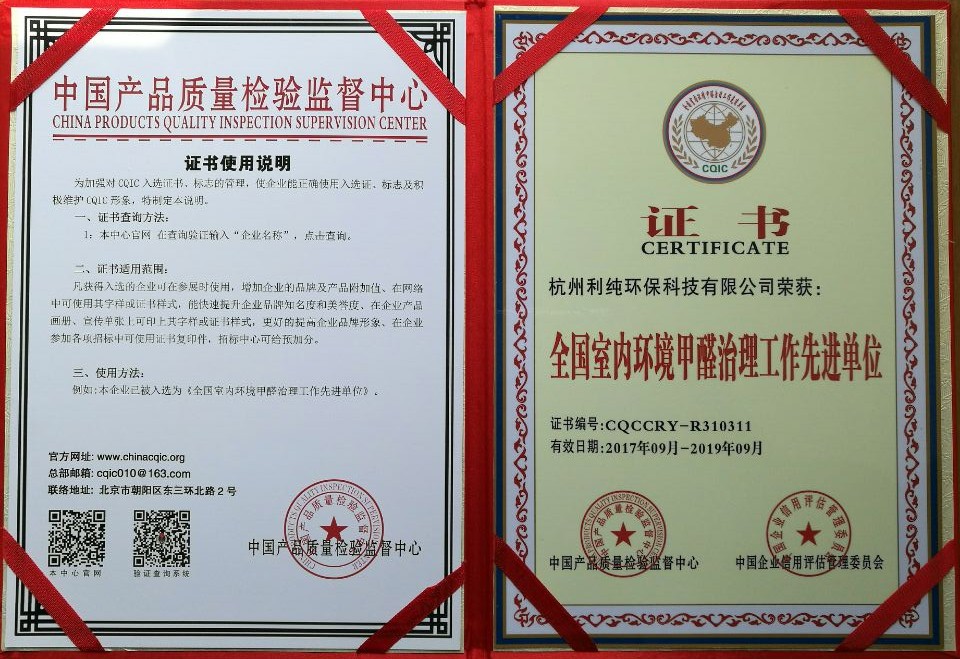 中国产品质量检验监督中心
CHINA PRODUCTS QUALITY INSPECTION SUPERVISION CENTER
证书使用说明
为加强对CQIC入选证书、标志的管理，使企业能正确使用入选证、标志及积
极维护CQIC形象，特制定本说明。
一、证书查询方法：
1：本中心官网 在查询验证输入“企业名称”，点击查询。
二、证书适用范围：
凡获得入选的企业可在参展时使用，增加企业的品牌及产品附加值、在网络
中可使用其字样或证书样式，能快速提升企业品牌知名度和美誉度、在企业产品
画册、宣传单张上可印上其字样或证书样式，更好的提高企业品牌形象、在企业
参加各项招标中可使用证书复印件，招标中心可给预加分。
三、使用方法：
例如：本企业已被入选为《全国室内环境甲醛治理工作先进单位》。
官方网址: www.chinacqic.org
总部邮箱: cqic010@163.com
联络地址: 北京市朝阳区东三环北路2号
本中心官网
验证查询系统
中国产品质量检验监督中心
CQIC
证 书
CERTIFICATE
杭州利纯环保科技有限公司荣获：
全国室内环境甲醛治理工作先进单位
证书编号:CQCCRY-R310311
有效日期:2017年09月-2019年09月
中国产品质量检验监督中心
中国企业信用评估管理委员会